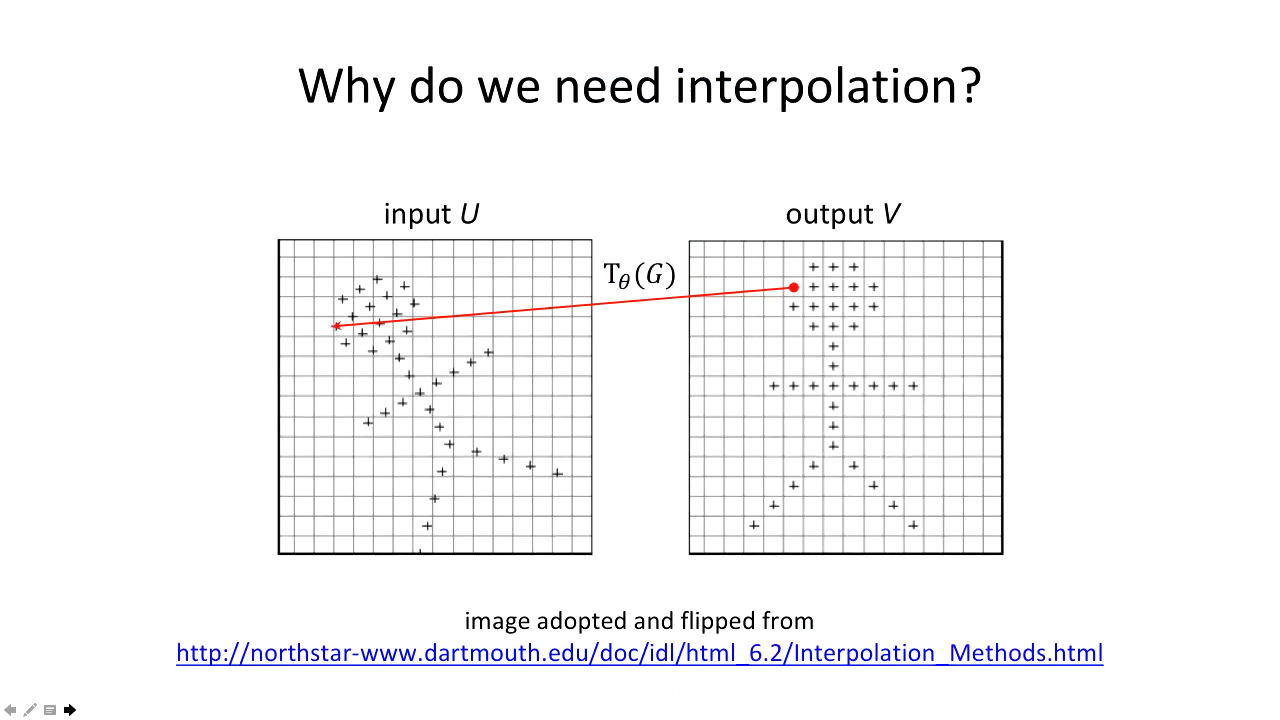 Why do we need interpolation?
input U
output V
T_θ(G)
image adopted and flipped from
http://northstar-www.dartmouth.edu/doc/idl/html_6.2/Interpolation_Methods.html